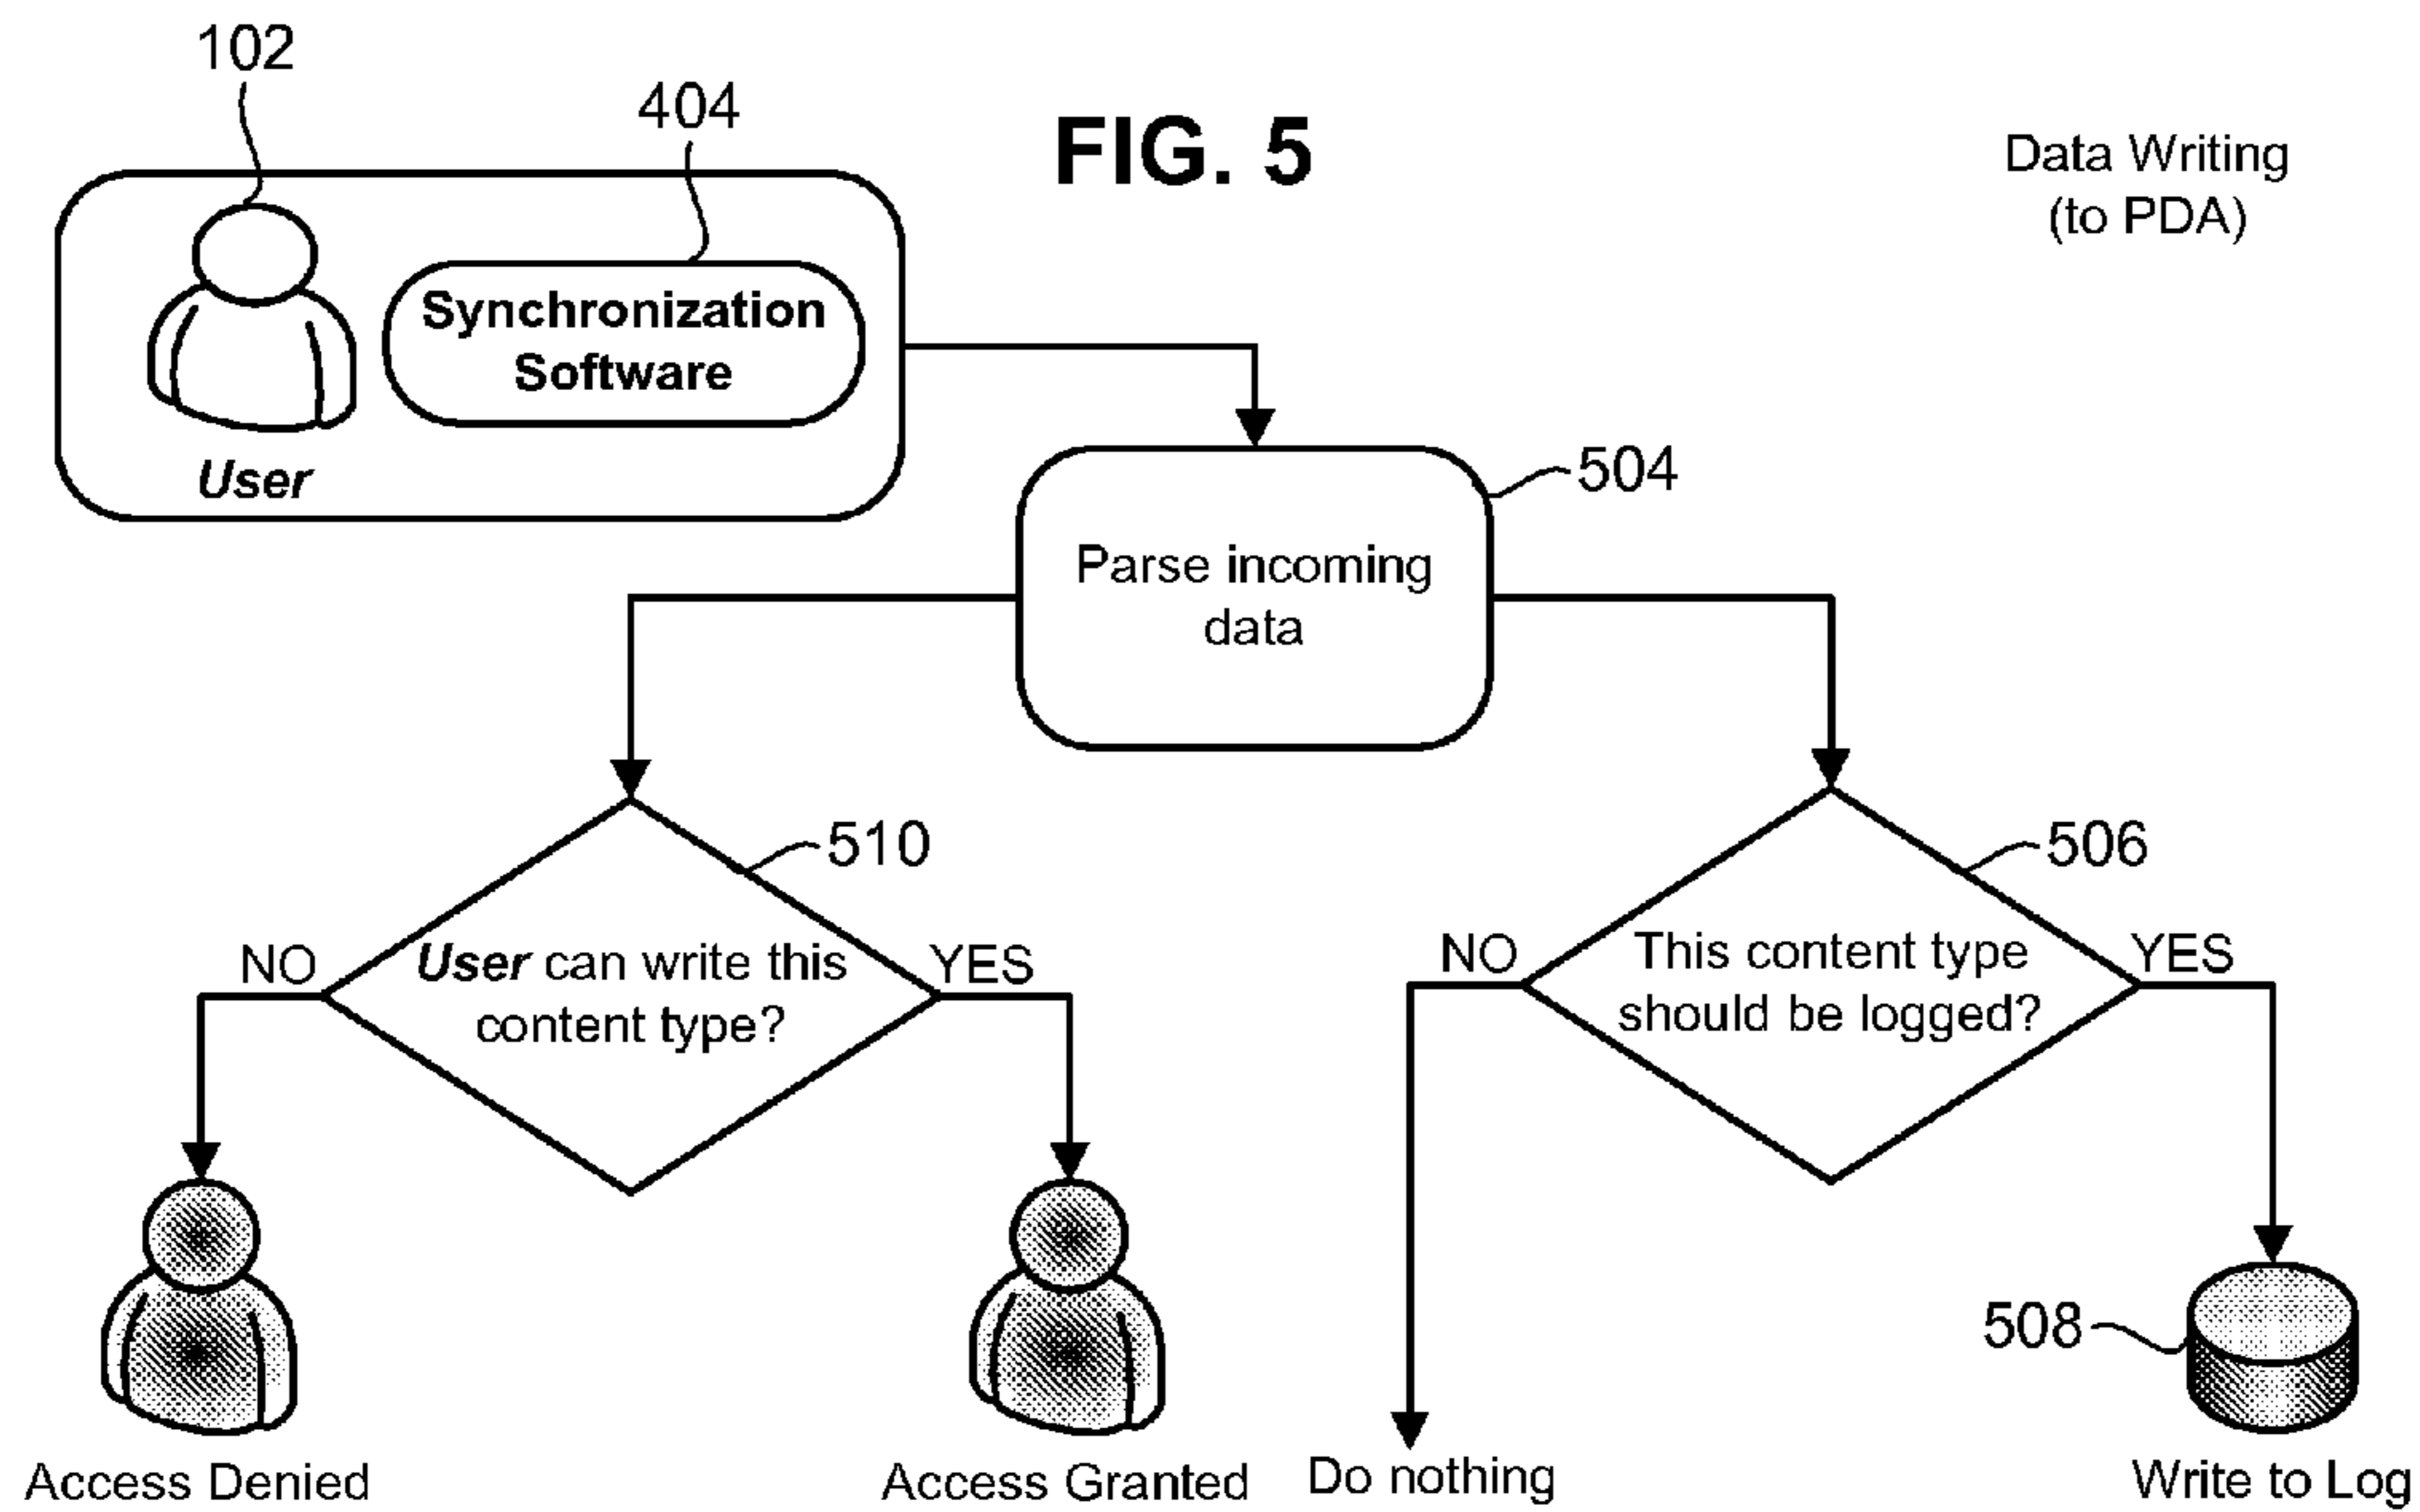 102
404
FIG. 5
Data Writing
(to PDA)
Synchronization
Software
User
504
Parse incoming
data
510
506
NO
User can write this
content type?
YES
NO
This content type
should be logged?
YES
508
Access Denied
Access Granted
Do nothing
Write to Log